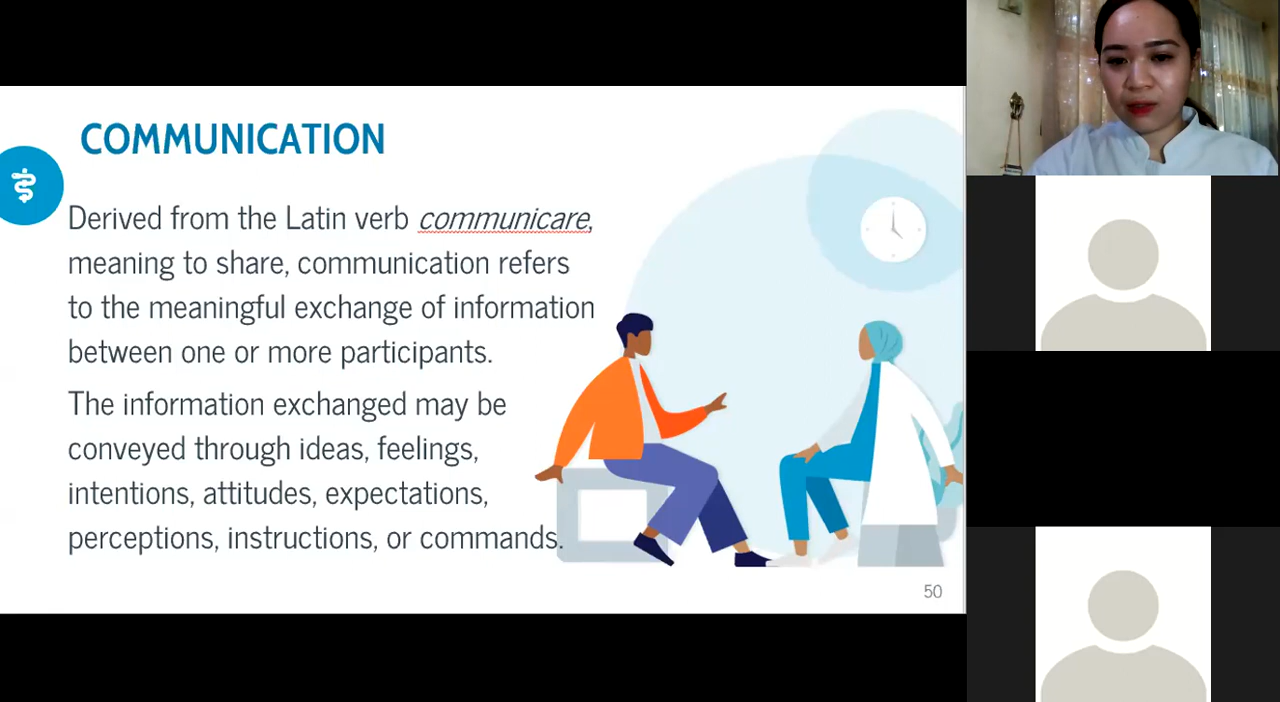 COMMUNICATION
Derived from the Latin verb communicare,
meaning to share, communication refers
to the meaningful exchange of information
between one or more participants.
The information exchanged may be
conveyed through ideas, feelings,
intentions, attitudes, expectations,
perceptions, instructions, or commands.
50